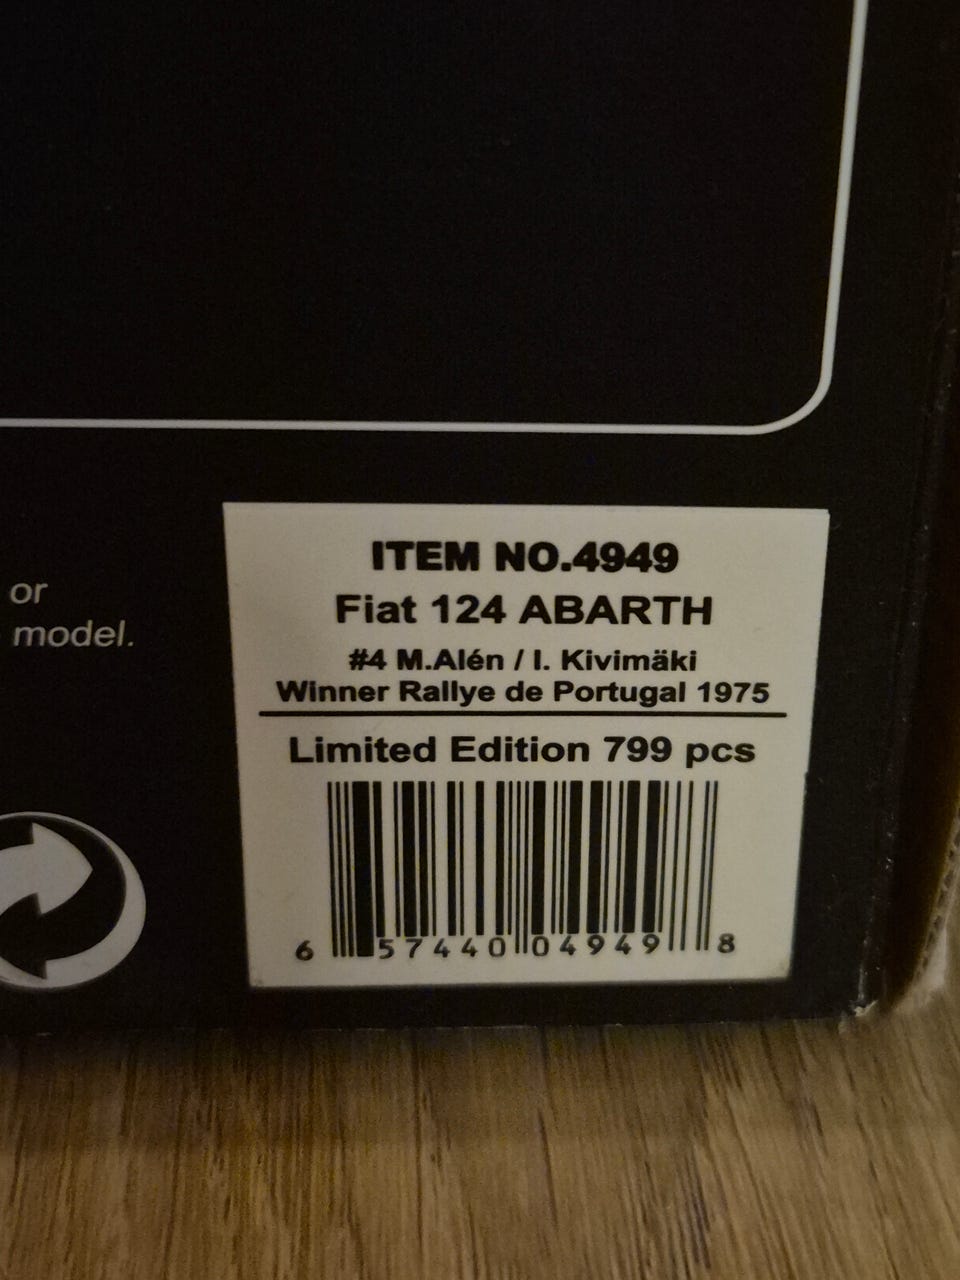 or
model.
ITEM NO.4949
Fiat 124 ABARTH
#4 M.Alén / I. Kivimäki
Winner Rallye de Portugal 1975
Limited Edition 799 pcs
6 57440 04949 8